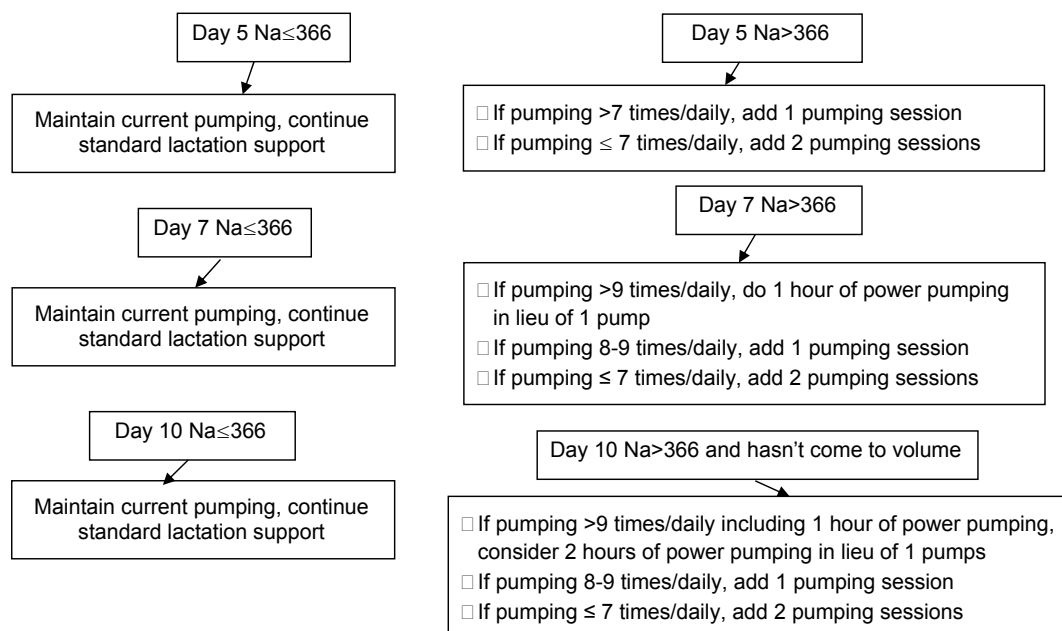 Day 5 Na≤366
Maintain current pumping, continue
standard lactation support
Day 5 Na>366
□ If pumping >7 times/daily, add 1 pumping session
□ If pumping ≤ 7 times/daily, add 2 pumping sessions
Day 7 Na≤366
Maintain current pumping, continue
standard lactation support
Day 7 Na>366
□ If pumping >9 times/daily, do 1 hour of power pumping
in lieu of 1 pump
□ If pumping 8-9 times/daily, add 1 pumping session
□ If pumping ≤ 7 times/daily, add 2 pumping sessions
Day 10 Na≤366
Maintain current pumping, continue
standard lactation support
Day 10 Na>366 and hasn’t come to volume
□ If pumping >9 times/daily including 1 hour of power pumping,
consider 2 hours of power pumping in lieu of 1 pumps
□ If pumping 8-9 times/daily, add 1 pumping session
□ If pumping ≤ 7 times/daily, add 2 pumping sessions